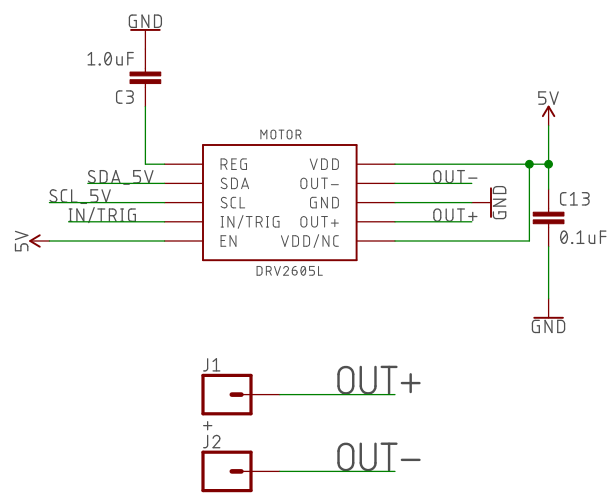 GND
1.0uF
C3
5V
MOTOR
REG VDD
SDA_5V SDA OUT- OUT-
SCL_5V SCL GND GND
IN/TRIG IN/TRIG OUT+ OUT+
5V EN VDD/NC
C13
0.1uF
DRV2605L
GND
J1
OUT+
+
J2
OUT-